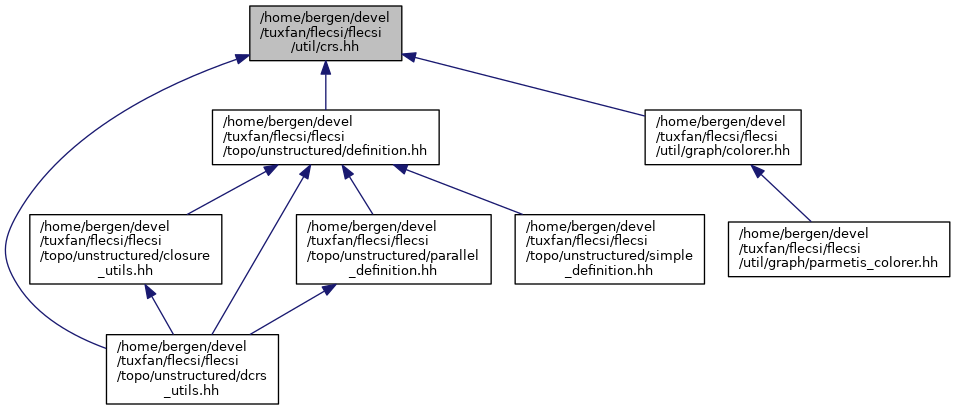 /home/bergen/devel
/tuxfan/flecsi/flecsi
/util/crs.hh
/home/bergen/devel
/tuxfan/flecsi/flecsi
/topo/unstructured/definition.hh
/home/bergen/devel
/tuxfan/flecsi/flecsi
/util/graph/colorer.hh
/home/bergen/devel
/tuxfan/flecsi/flecsi
/topo/unstructured/closure
_utils.hh
/home/bergen/devel
/tuxfan/flecsi/flecsi
/topo/unstructured/parallel
_definition.hh
/home/bergen/devel
/tuxfan/flecsi/flecsi
/topo/unstructured/simple
_definition.hh
/home/bergen/devel
/tuxfan/flecsi/flecsi
/util/graph/parmetis_colorer.hh
/home/bergen/devel
/tuxfan/flecsi/flecsi
/topo/unstructured/dcrs
_utils.hh